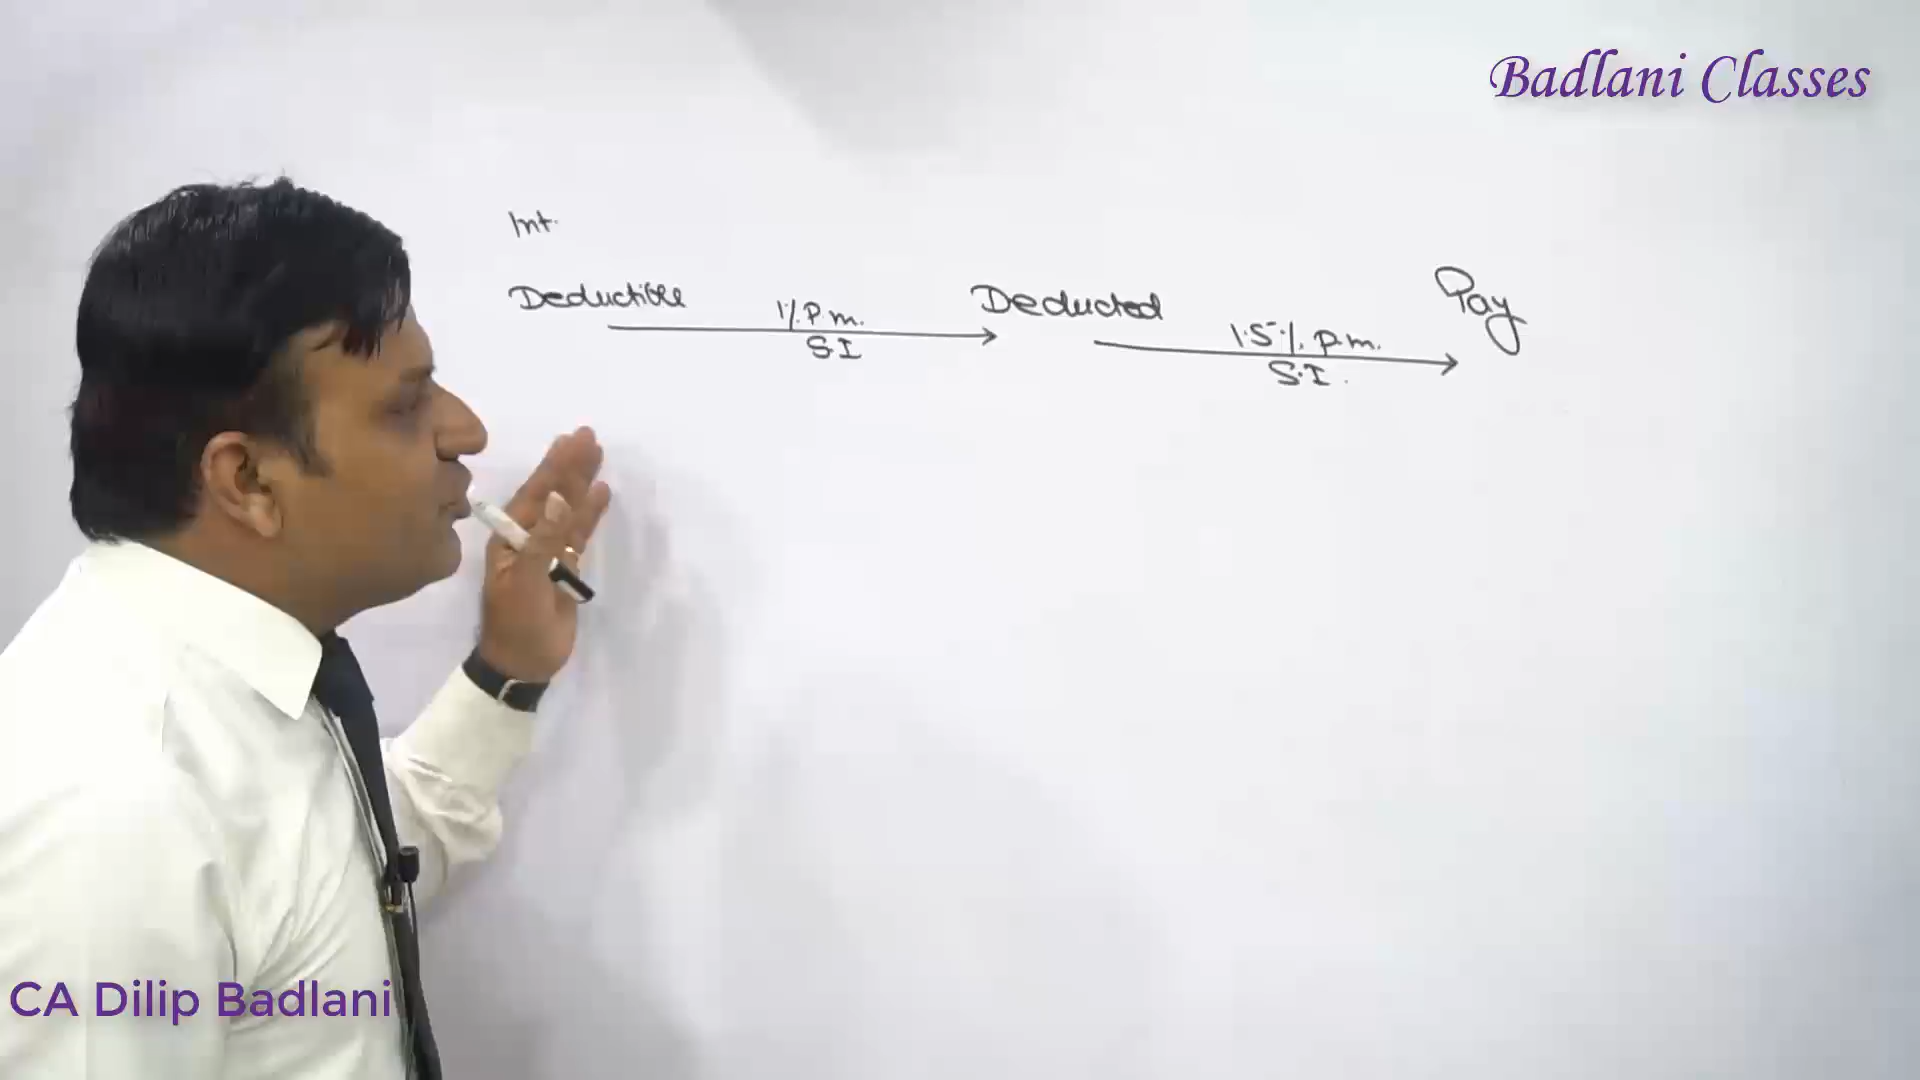 Badlani Classes
Int.
Deductible 1%. P.m. Deducted 1.5%. p.m. Pay
S.I S.I.
CA Dilip Badlani